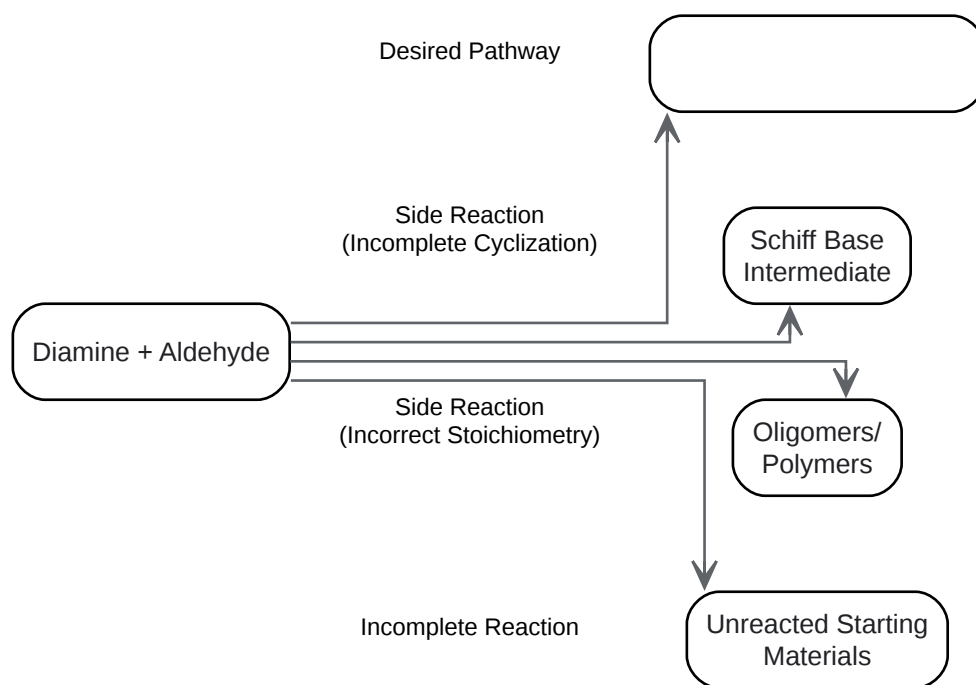 Desired Pathway
Side Reaction
(Incomplete Cyclization)
Schiff Base
Intermediate
Diamine + Aldehyde
Side Reaction
(Incorrect Stoichiometry)
Oligomers/
Polymers
Incomplete Reaction
Unreacted Starting
Materials